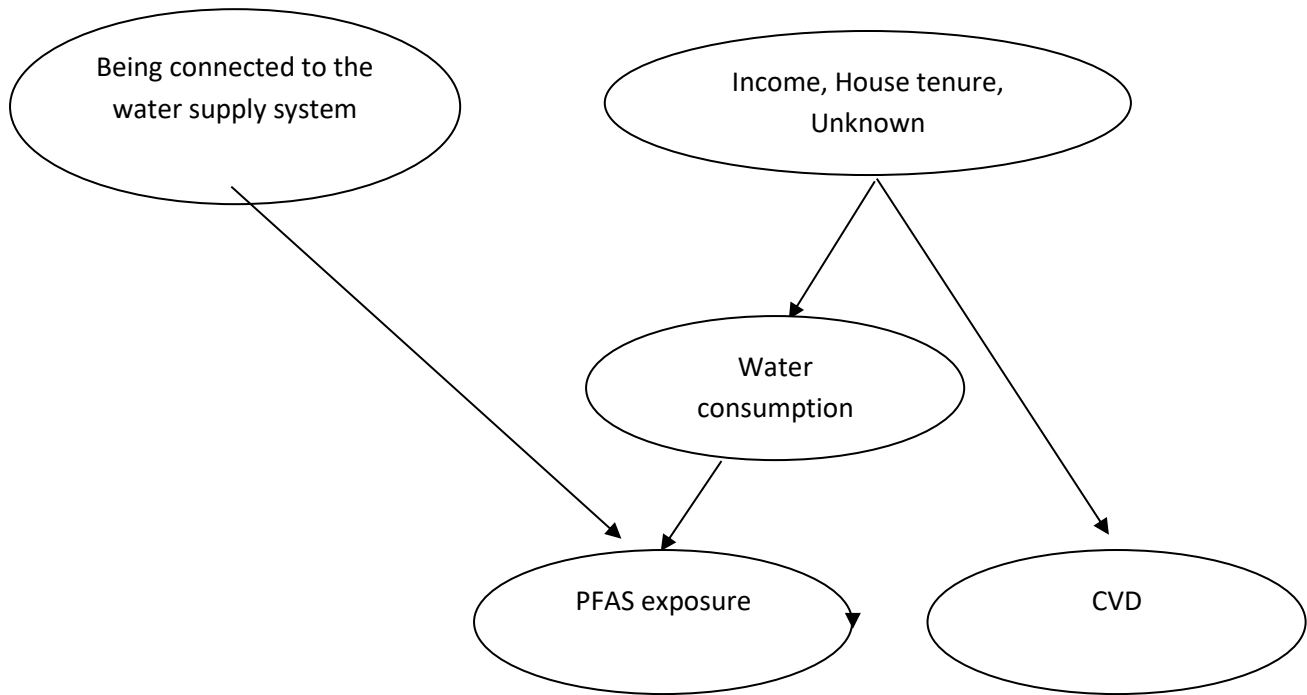 Being connected to the
water supply system
Income, House tenure,
Unknown
Water
consumption
PFAS exposure
CVD